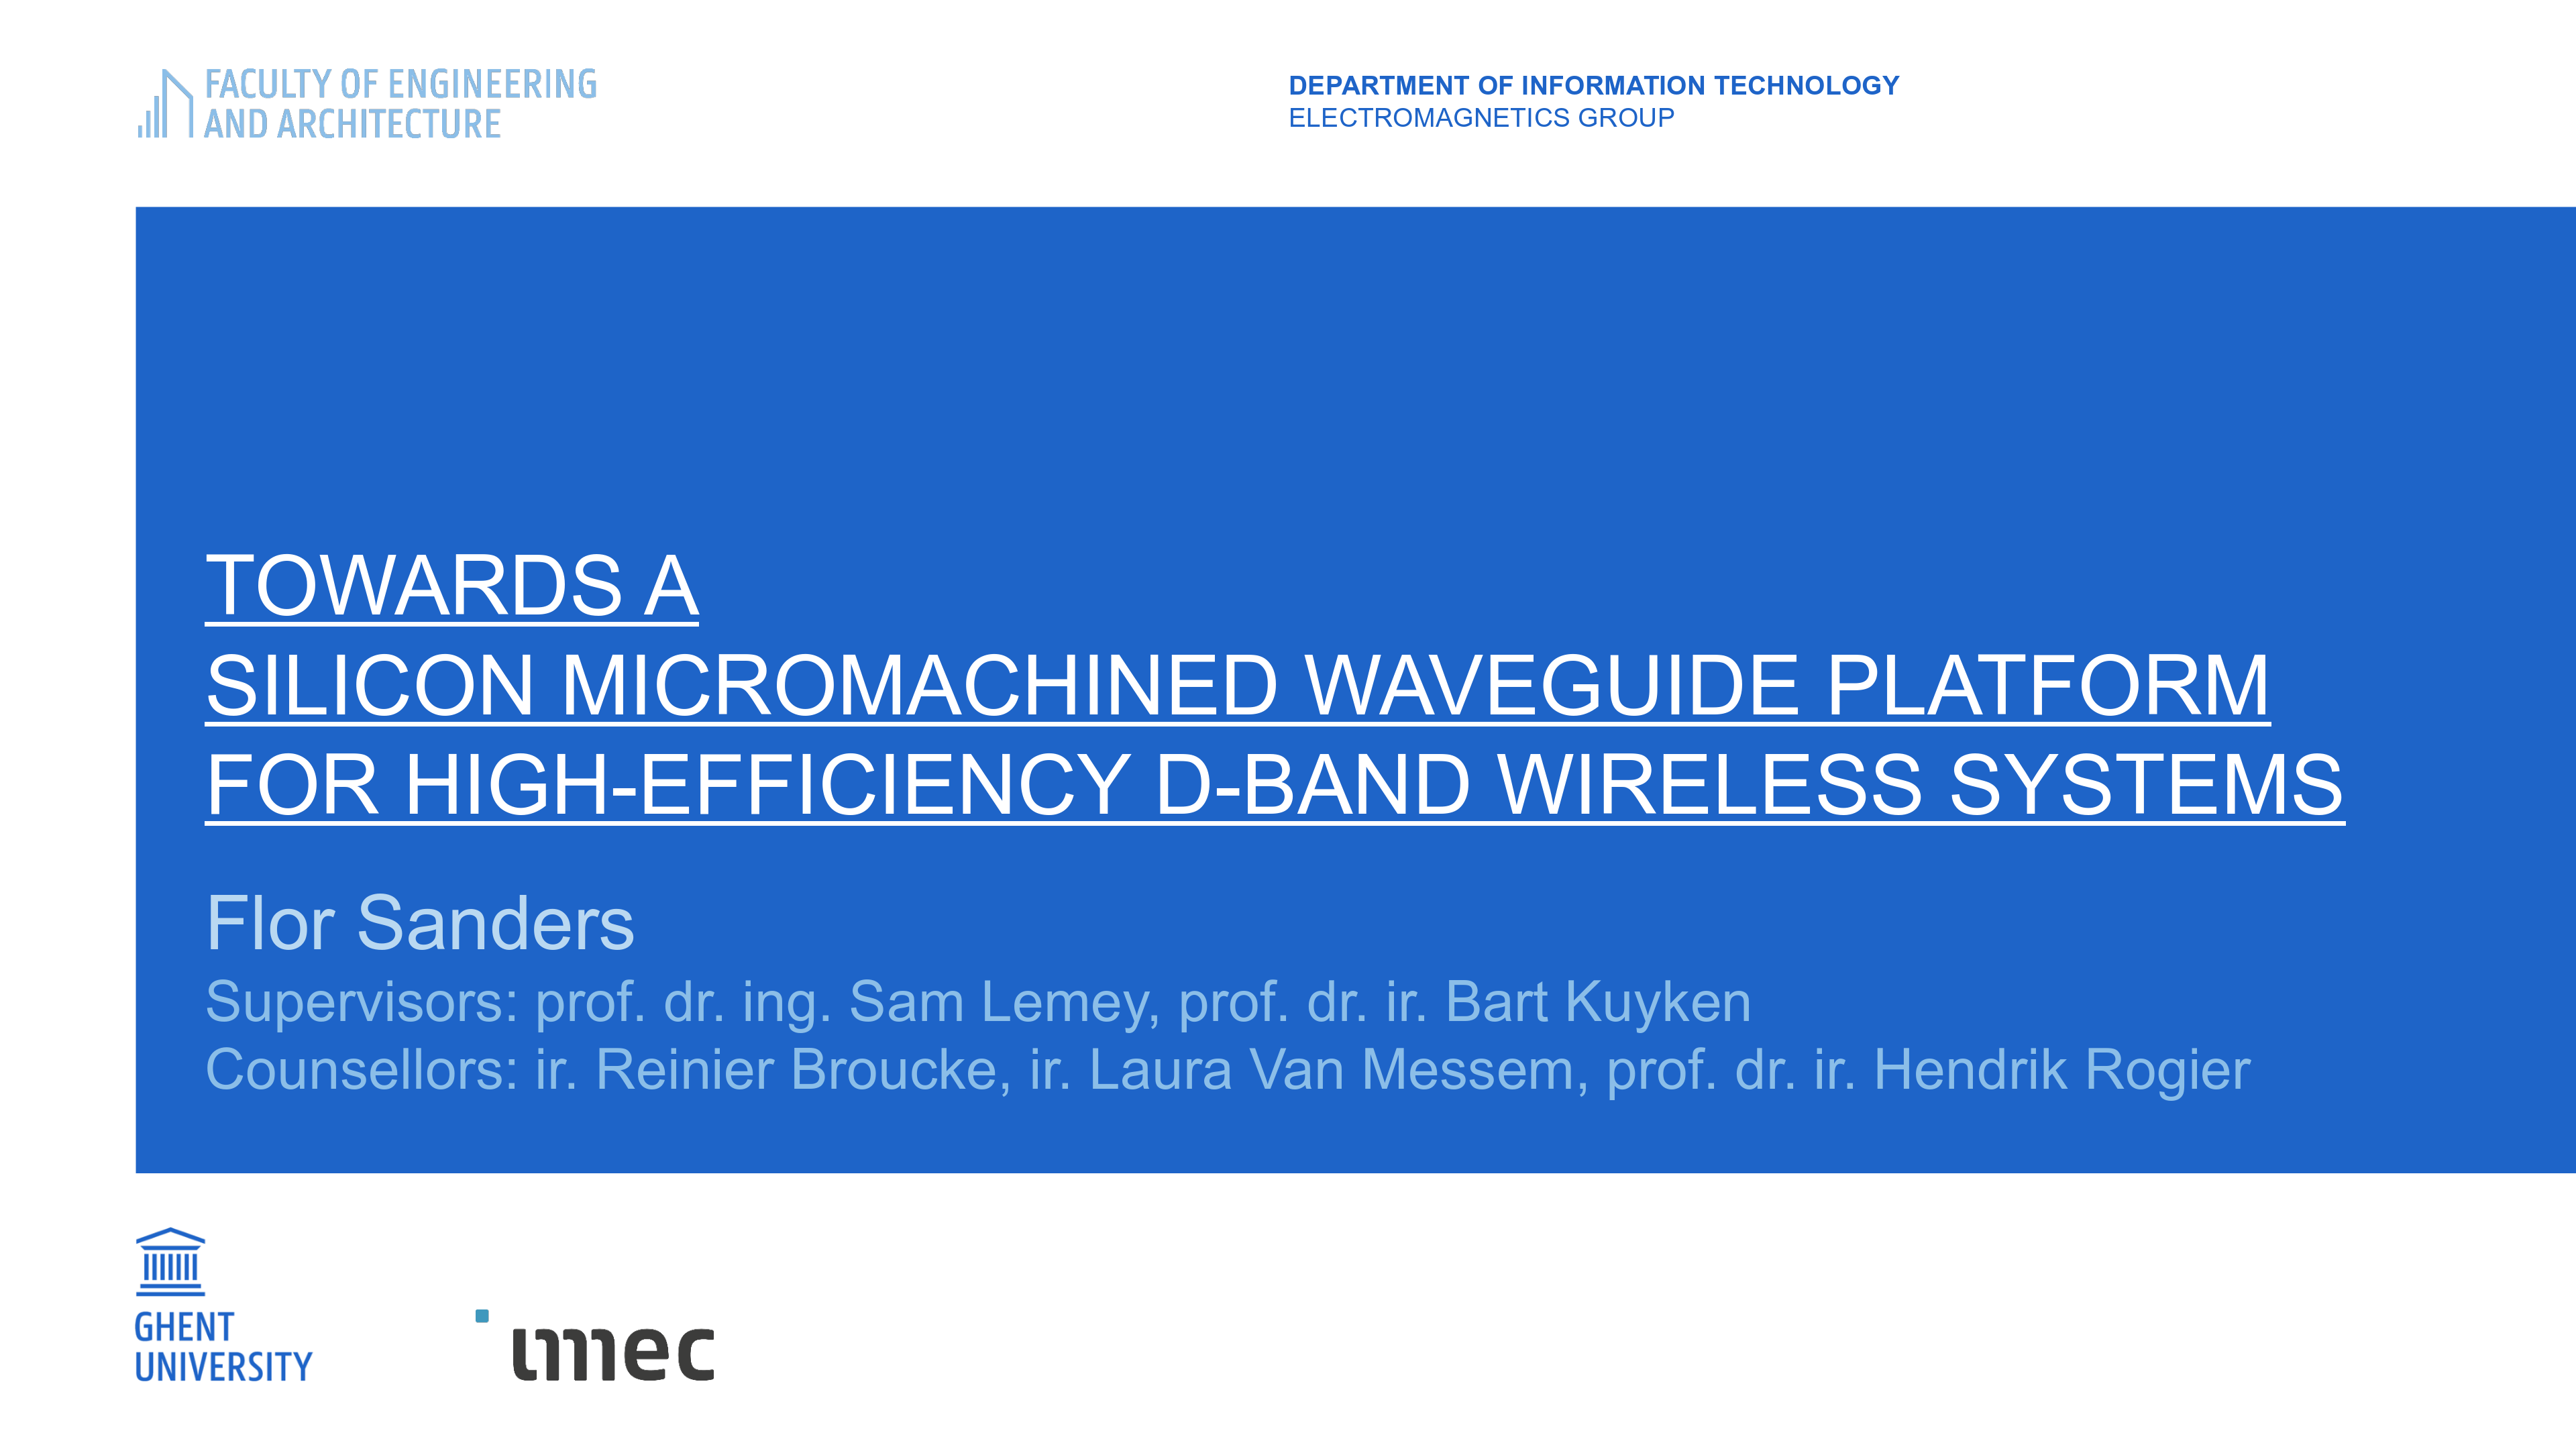 FACULTY OF ENGINEERING
AND ARCHITECTURE
DEPARTMENT OF INFORMATION TECHNOLOGY
ELECTROMAGNETICS GROUP
TOWARDS A
SILICON MICROMACHINED WAVEGUIDE PLATFORM
FOR HIGH-EFFICIENCY D-BAND WIRELESS SYSTEMS
Flor Sanders
Supervisors: prof. dr. ing. Sam Lemey, prof. dr. ir. Bart Kuyken
Counsellors: ir. Reinier Broucke, ir. Laura Van Messem, prof. dr. ir. Hendrik Rogier
GHENT
UNIVERSITY
imec